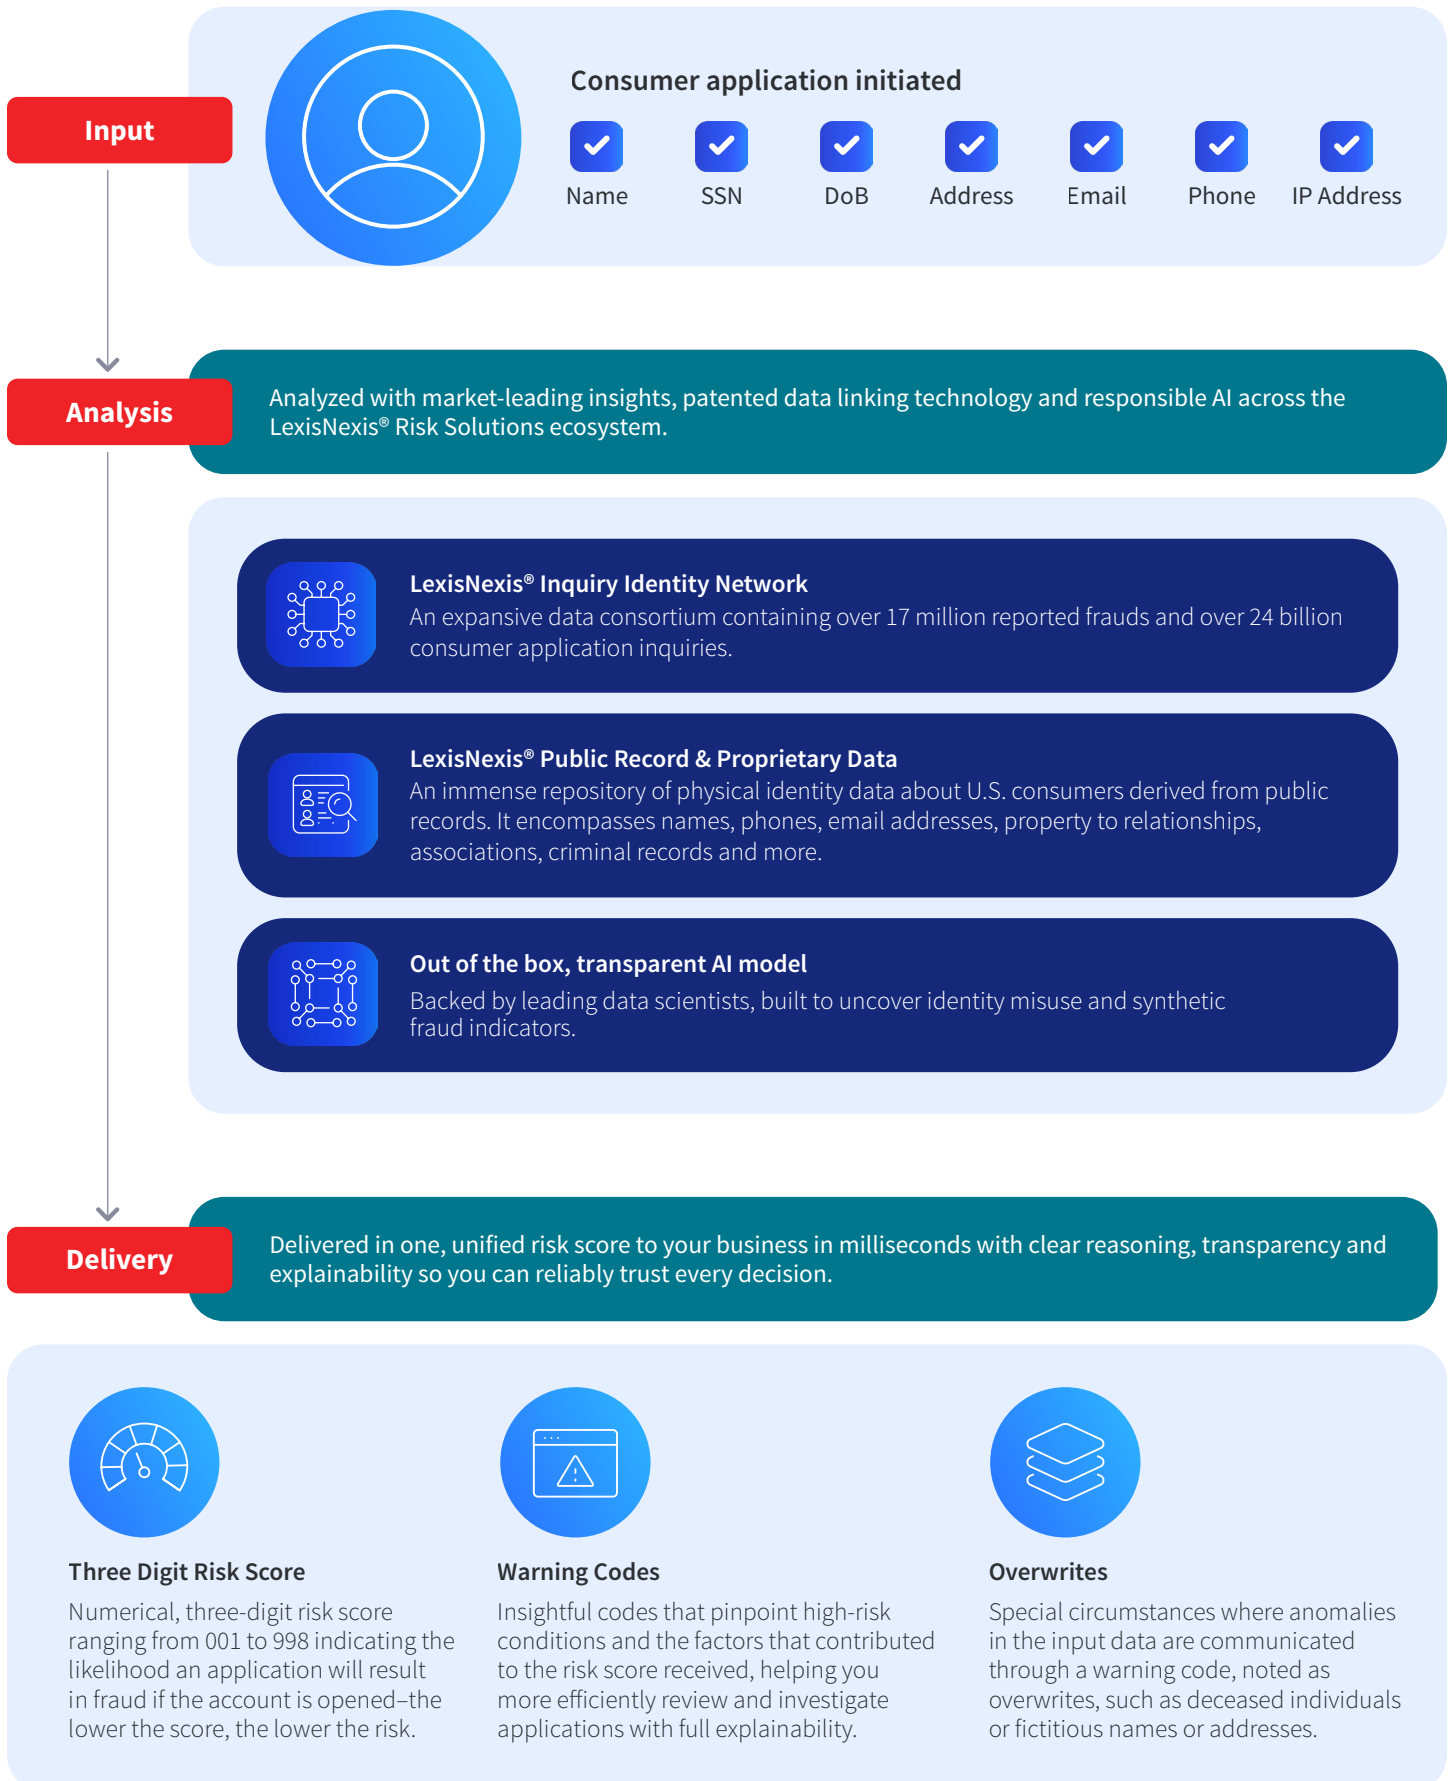 Input
Consumer application initiated
Name SSN DoB Address Email Phone IP Address
Analysis
Analyzed with market-leading insights, patented data linking technology and responsible AI across the
LexisNexis® Risk Solutions ecosystem.
LexisNexis® Inquiry Identity Network
An expansive data consortium containing over 17 million reported frauds and over 24 billion
consumer application inquiries.
LexisNexis® Public Record & Proprietary Data
An immense repository of physical identity data about U.S. consumers derived from public
records. It encompasses names, phones, email addresses, property to relationships,
associations, criminal records and more.
Out of the box, transparent AI model
Backed by leading data scientists, built to uncover identity misuse and synthetic
fraud indicators.
Delivery
Delivered in one, unified risk score to your business in milliseconds with clear reasoning, transparency and
explainability so you can reliably trust every decision.
Three Digit Risk Score
Numerical, three-digit risk score
ranging from 001 to 998 indicating the
likelihood an application will result
in fraud if the account is opened–the
lower the score, the lower the risk.
Warning Codes
Insightful codes that pinpoint high-risk
conditions and the factors that contributed
to the risk score received, helping you
more efficiently review and investigate
applications with full explainability.
Overwrites
Special circumstances where anomalies
in the input data are communicated
through a warning code, noted as
overwrites, such as deceased individuals
or fictitious names or addresses.